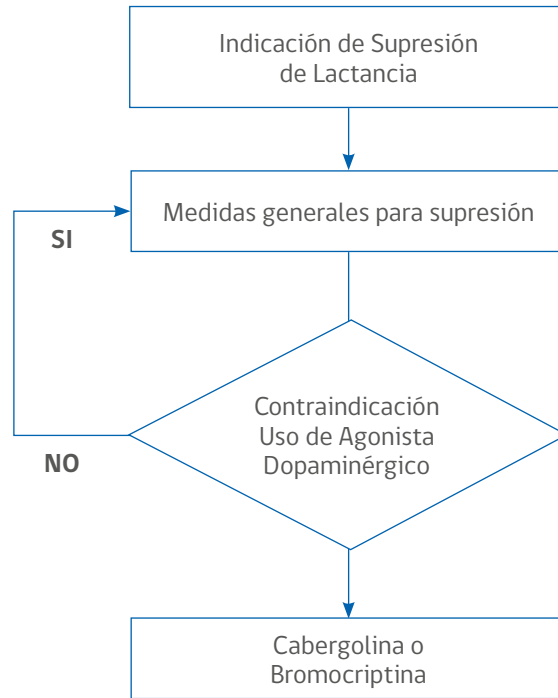 Indicación de Supresión
de Lactancia
Medidas generales para supresión
SI
Contraindicación
Uso de Agonista
Dopaminérgico
NO
Cabergolina o
Bromocriptina